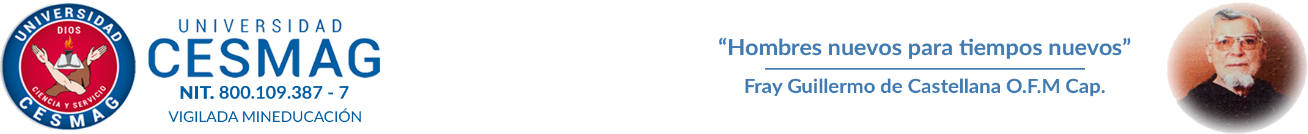 UNIVERSIDAD
DIOS
CIENCIA Y SERVICIO
CESMAG
UNIVERSIDAD
CESMAG
NIT. 800.109.387 - 7
VIGILADA MINEDUCACIÓN
“Hombres nuevos para tiempos nuevos”
Fray Guillermo de Castellana O.F.M Cap.